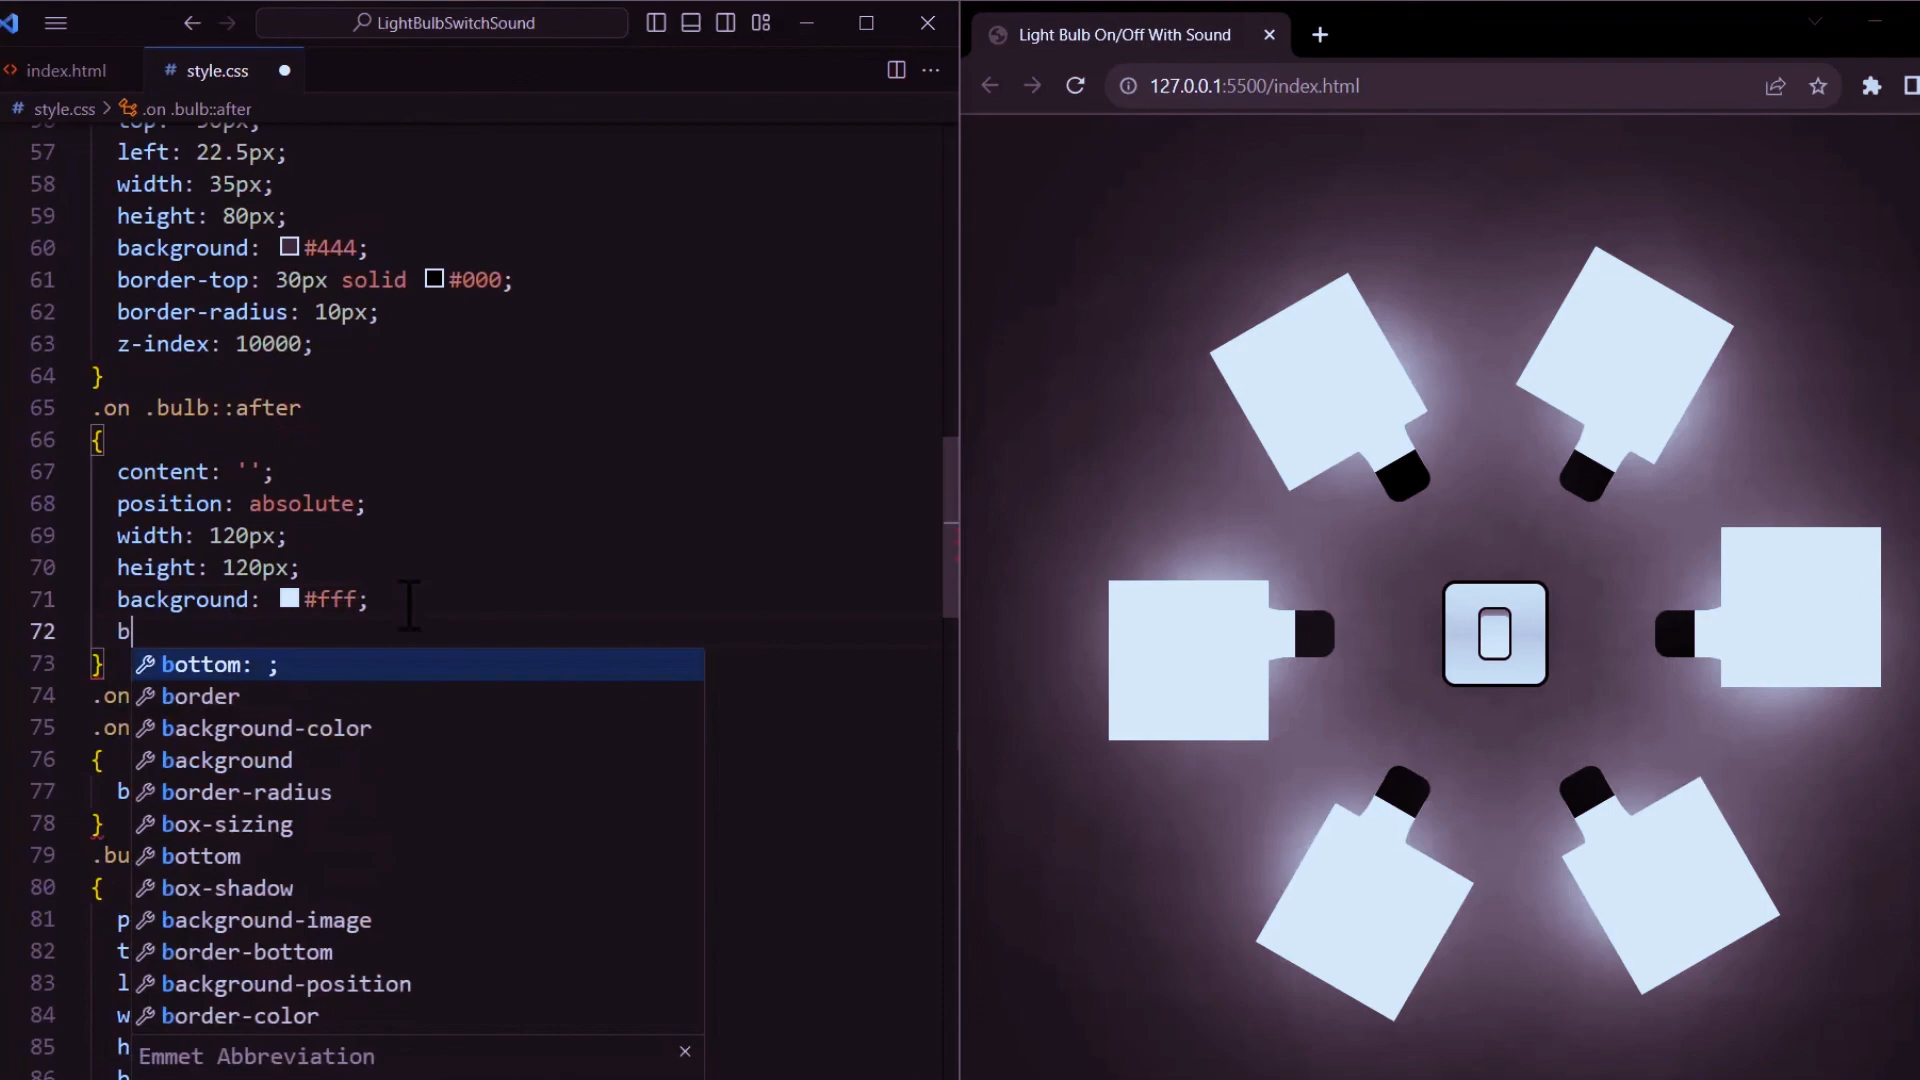 LightBulbSwitchSound
index.html
# style.css
# style.css > .on .bulb::after
57 left: 22.5px;
58 width: 35px;
59 height: 80px;
60 background: #444;
61 border-top: 30px solid #000;
62 border-radius: 10px;
63 z-index: 10000;
64 }
65 .on .bulb::after
66 {
67 content: '';
68 position: absolute;
69 width: 120px;
70 height: 120px;
71 background: #fff;
72 b
73 }
74 .on
75 .on
76 {
77 b
78 }
79 .bu
80 {
81 p
82 t
83 l
84 w
85 h
86 b
bottom: ;
border
background-color
background
border-radius
box-sizing
bottom
box-shadow
background-image
border-bottom
background-position
border-color
Emmet Abbreviation
Light Bulb On/Off With Sound
127.0.0.1:5500/index.html